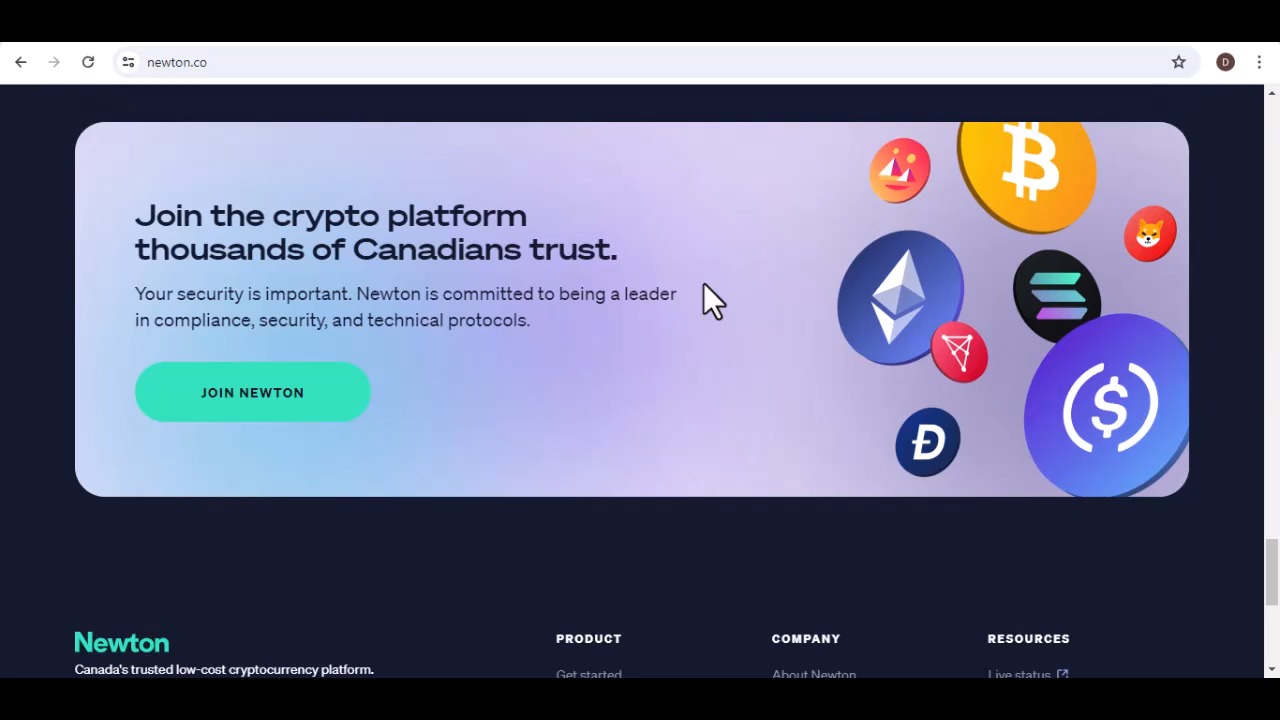 newton.co
D
Join the crypto platform
thousands of Canadians trust.
Your security is important. Newton is committed to being a leader
in compliance, security, and technical protocols.
JOIN NEWTON
Newton
Canada's trusted low-cost cryptocurrency platform.
PRODUCT
Get started
COMPANY
About Newton
RESOURCES
Live status